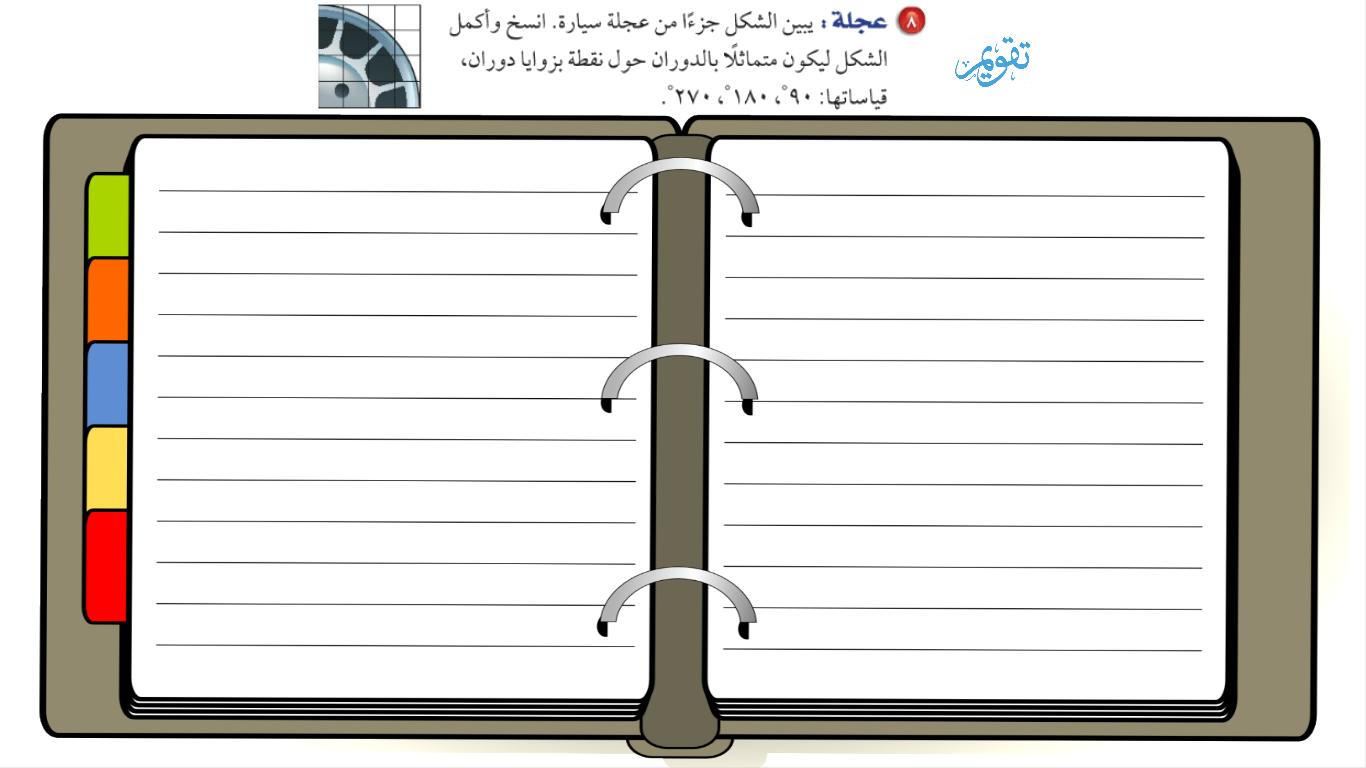 تقويم
٨ عجلة : يبين الشكل جزءًا من عجلة سيارة. انسخ وأكمل
الشكل ليكون متماثلًا بالدوران حول نقطة بزوايا دوران،
قياساتها: ٩٠°، ١٨٠°، ٢٧٠°.